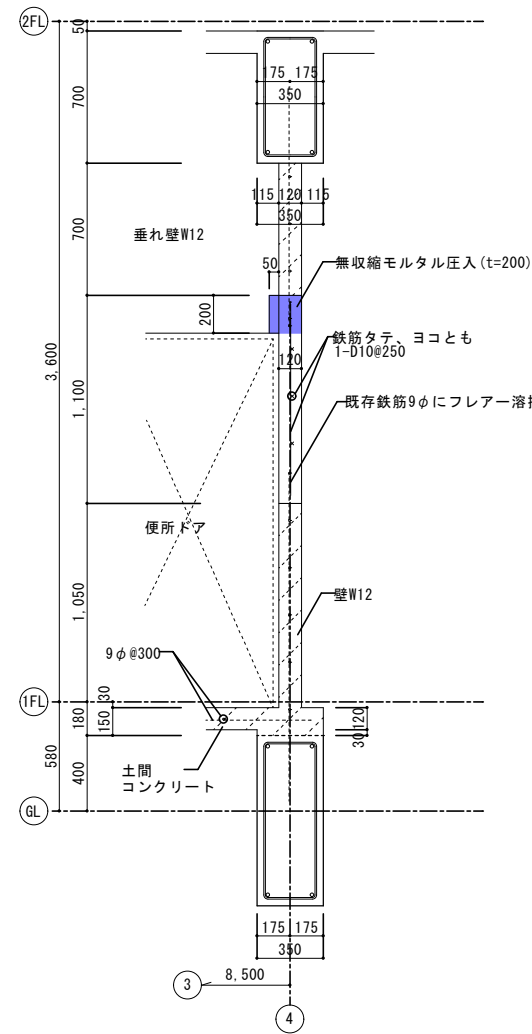 2FL
50
700
175 175
350
115 120 115
350
700
垂れ壁W12
50
無収縮モルタル圧入(t=200)
200
鉄筋タテ、ヨコとも
1-D10@250
120
3,600
1,100
既存鉄筋9φにフレアー溶接
便所ドア
1,050
壁W12
9φ@300
30
1FL
180
150
120
30
580
400
土間
コンクリート
GL
175 175
350
8,500
3
4